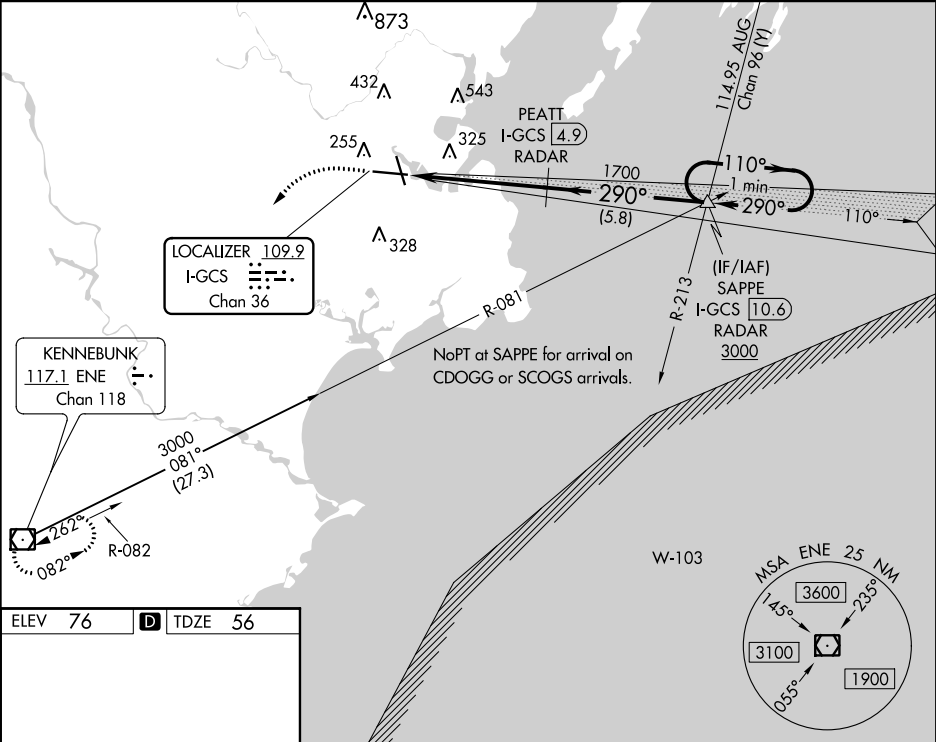 873
432
543
325
255
328
114.95 AUG
Chan 96 (Y)
PEATT
I-GCS 4.9
RADAR
1700
290°
(5.8)
110°
1 min
290°
110°
LOCALIZER 109.9
I-GCS
Chan 36
(IF/IAF)
SAPPE
I-GCS 10.6
RADAR
3000
R-081
R-213
NoPT at SAPPE for arrival on
CDOGG or SCOGS arrivals.
KENNEBUNK
117.1 ENE
Chan 118
3000
081°
(27.3)
262°
082°
R-082
W-103
MSA ENE 25 NM
3600
145°
235°
3100
055°
1900
ELEV 76 D TDZE 56